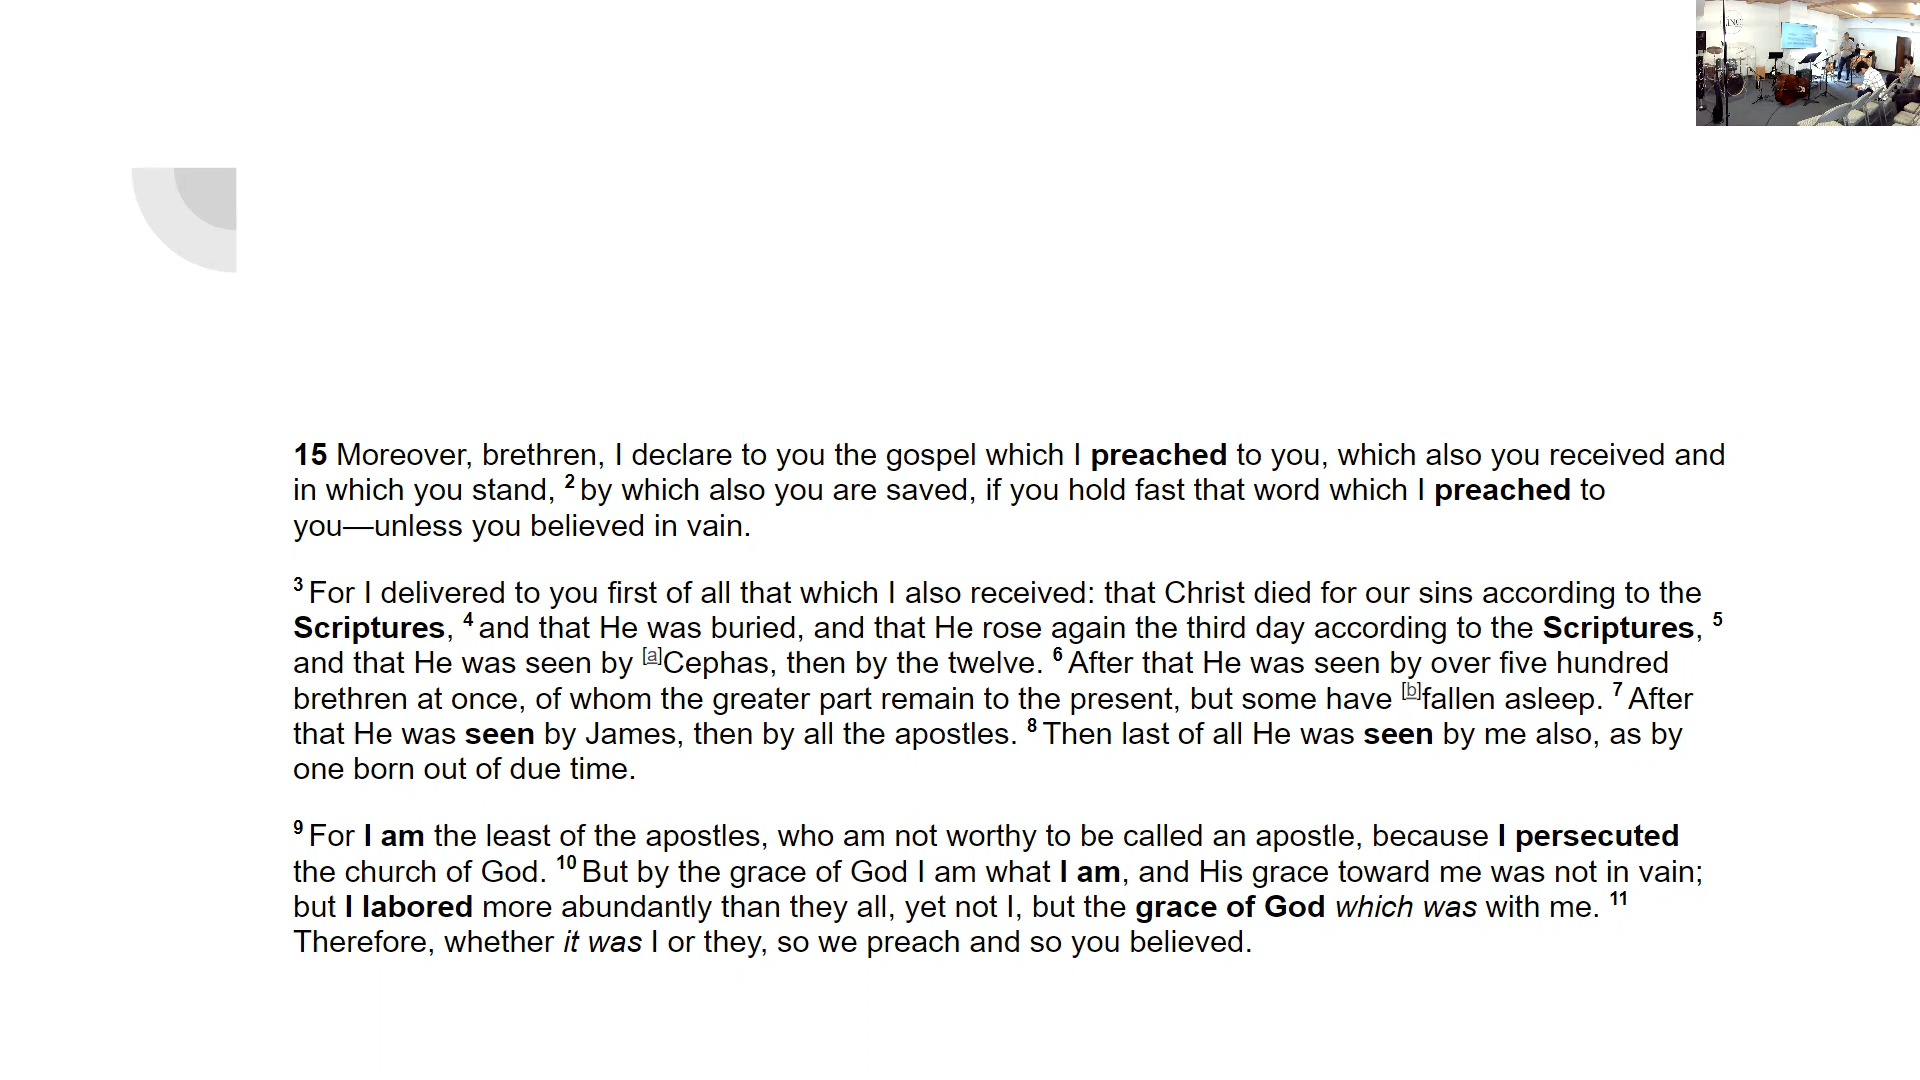 15 Moreover, brethren, I declare to you the gospel which I preached to you, which also you received and
in which you stand, 2 by which also you are saved, if you hold fast that word which I preached to
you—unless you believed in vain.
3 For I delivered to you first of all that which I also received: that Christ died for our sins according to the
Scriptures, 4 and that He was buried, and that He rose again the third day according to the Scriptures, 5
and that He was seen by [a]Cephas, then by the twelve. 6 After that He was seen by over five hundred
brethren at once, of whom the greater part remain to the present, but some have [b]fallen asleep. 7 After
that He was seen by James, then by all the apostles. 8 Then last of all He was seen by me also, as by
one born out of due time.
9 For I am the least of the apostles, who am not worthy to be called an apostle, because I persecuted
the church of God. 10 But by the grace of God I am what I am, and His grace toward me was not in vain;
but I labored more abundantly than they all, yet not I, but the grace of God which was with me. 11
Therefore, whether it was I or they, so we preach and so you believed.